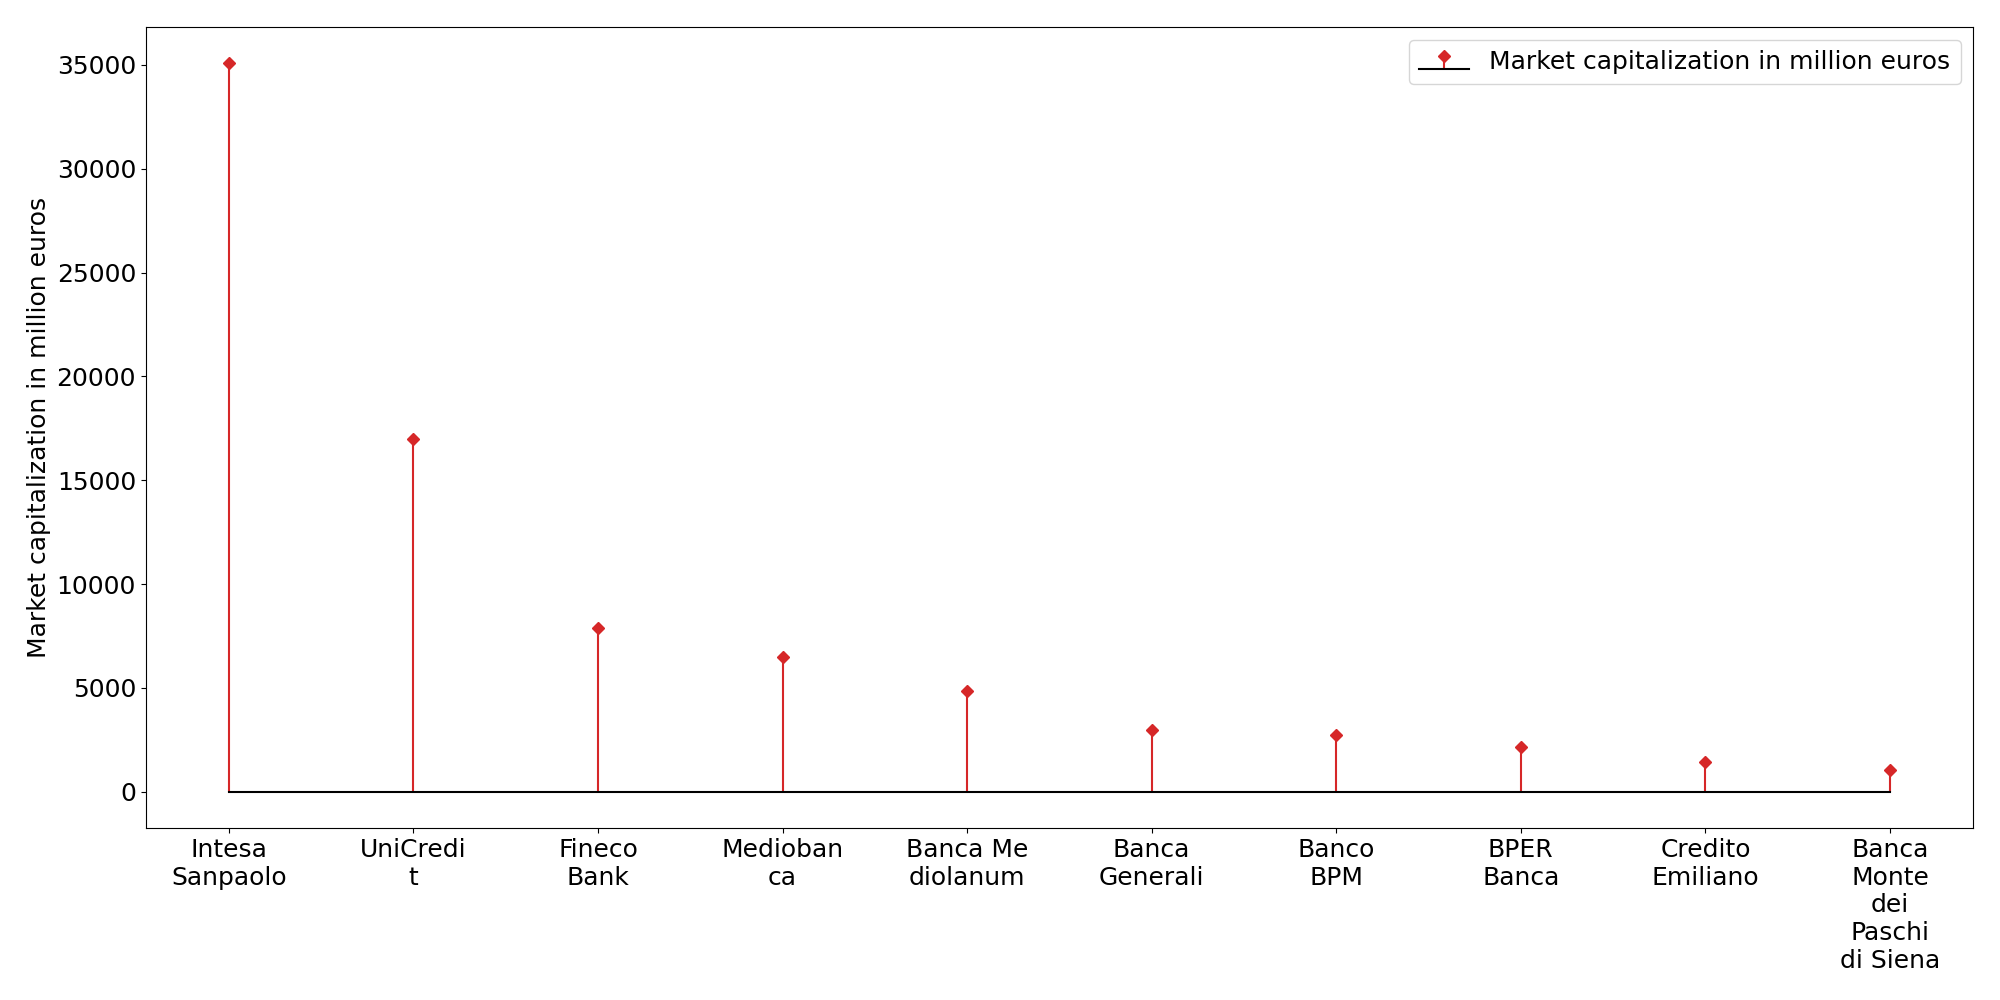 Market capitalization in million euros
35000
30000
25000
20000
15000
10000
5000
0
Market capitalization in million euros
Intesa
Sanpaolo
UniCredi
t
Fineco
Bank
Medioban
ca
Banca Me
diolanum
Banca
Generali
Banco
BPM
BPER
Banca
Credito
Emiliano
Banca
Monte
dei
Paschi
di Siena